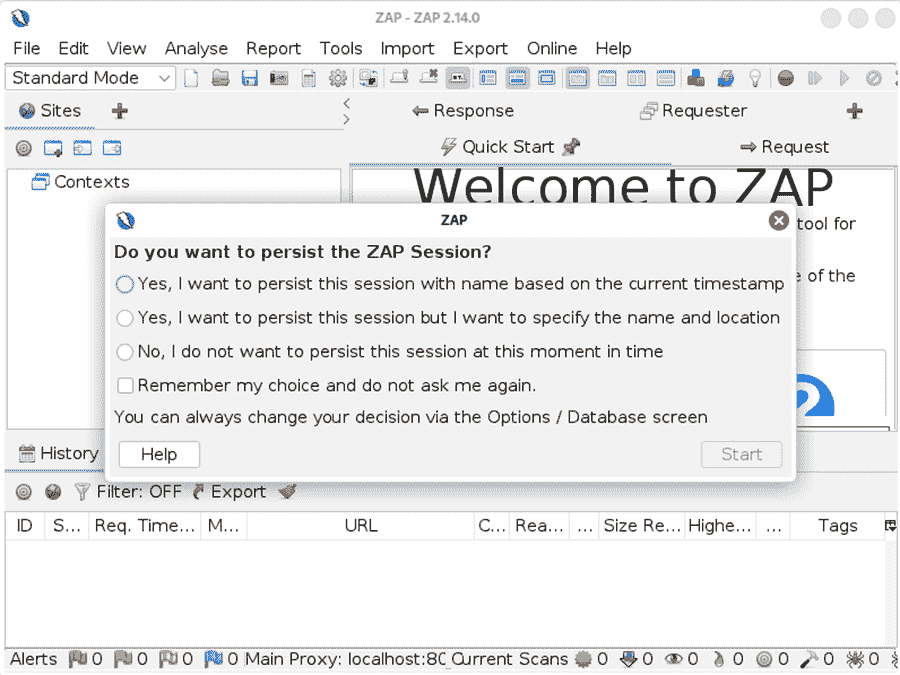 ZAP - ZAP 2.14.0
File Edit View Analyse Report Tools Import Export Online Help
Standard Mode
Sites
Response
Requester
Quick Start
Request
Contexts
Welcome to ZAP
tool for
e of the
ZAP
Do you want to persist the ZAP Session?
Yes, I want to persist this session with name based on the current timestamp
Yes, I want to persist this session but I want to specify the name and location
No, I do not want to persist this session at this moment in time
Remember my choice and do not ask me again.
You can always change your decision via the Options / Database screen
Help
Start
History
Filter: OFF Export
ID S... Req. Time... M... URL C... Rea... ... Size Re... Highe... ... Tags
Alerts 0 0 0 0 Main Proxy: localhost:80 Current Scans 0 0 0 0 0 0 0